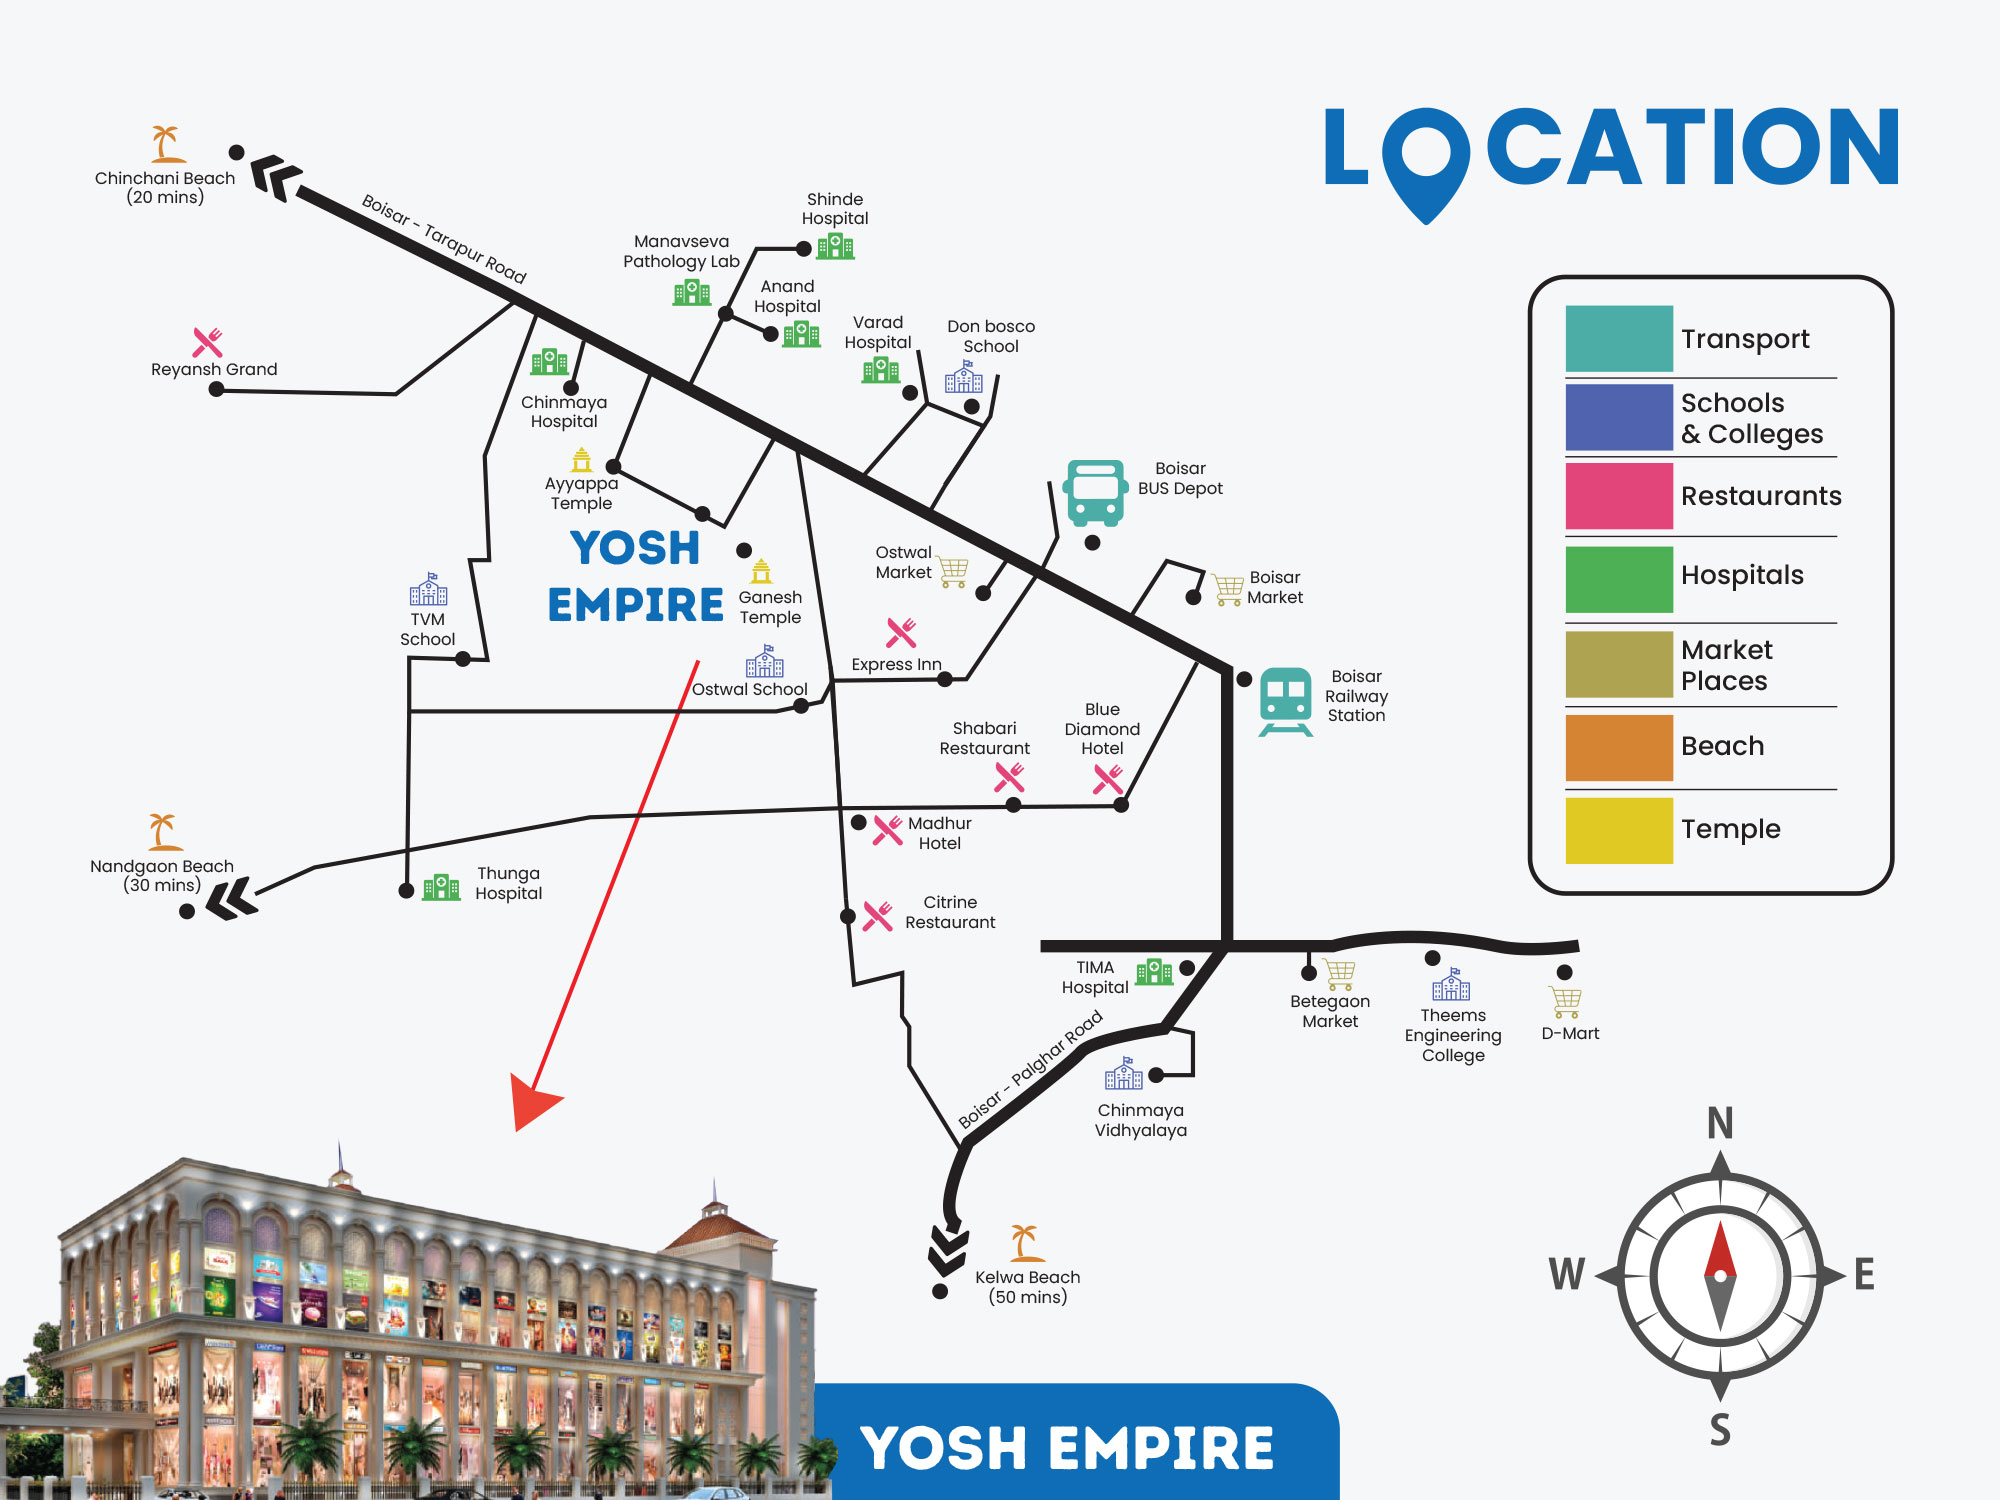 LOCATION
Chinchani Beach
(20 mins)
Boisar - Tarapur Road
Shinde
Hospital
Manavseva
Pathology Lab
Anand
Hospital
Varad
Hospital
Don bosco
School
Reyansh Grand
Chinmaya
Hospital
Ayyappa
Temple
Boisar
BUS Depot
YOSH
EMPIRE
Ostwal
Market
Boisar
Market
Ganesh
Temple
TVM
School
Express Inn
Ostwal School
Boisar
Railway
Station
Shabari
Restaurant
Blue
Diamond
Hotel
Madhur
Hotel
Nandgaon Beach
(30 mins)
Thunga
Hospital
Citrine
Restaurant
TIMA
Hospital
Betegaon
Market
Theems
Engineering
College
D-Mart
Boisar - Palghar Road
Chinmaya
Vidhyalaya
Kelwa Beach
(50 mins)
Transport
Schools
& Colleges
Restaurants
Hospitals
Market
Places
Beach
Temple
N
W
E
S
YOSH EMPIRE